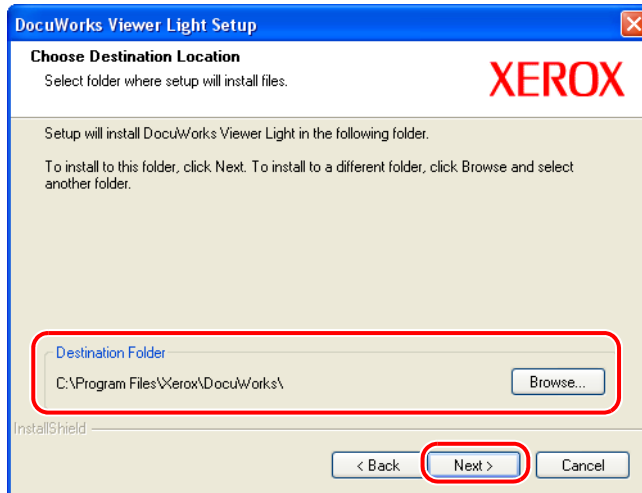 DocuWorks Viewer Light Setup
Choose Destination Location
Select folder where setup will install files.
XEROX
Setup will install DocuWorks Viewer Light in the following folder.
To install to this folder, click Next. To install to a different folder, click Browse and select
another folder.
Destination Folder
C:\Program Files\Xerox\DocuWorks\
Browse...
InstallShield
< Back
Next >
Cancel